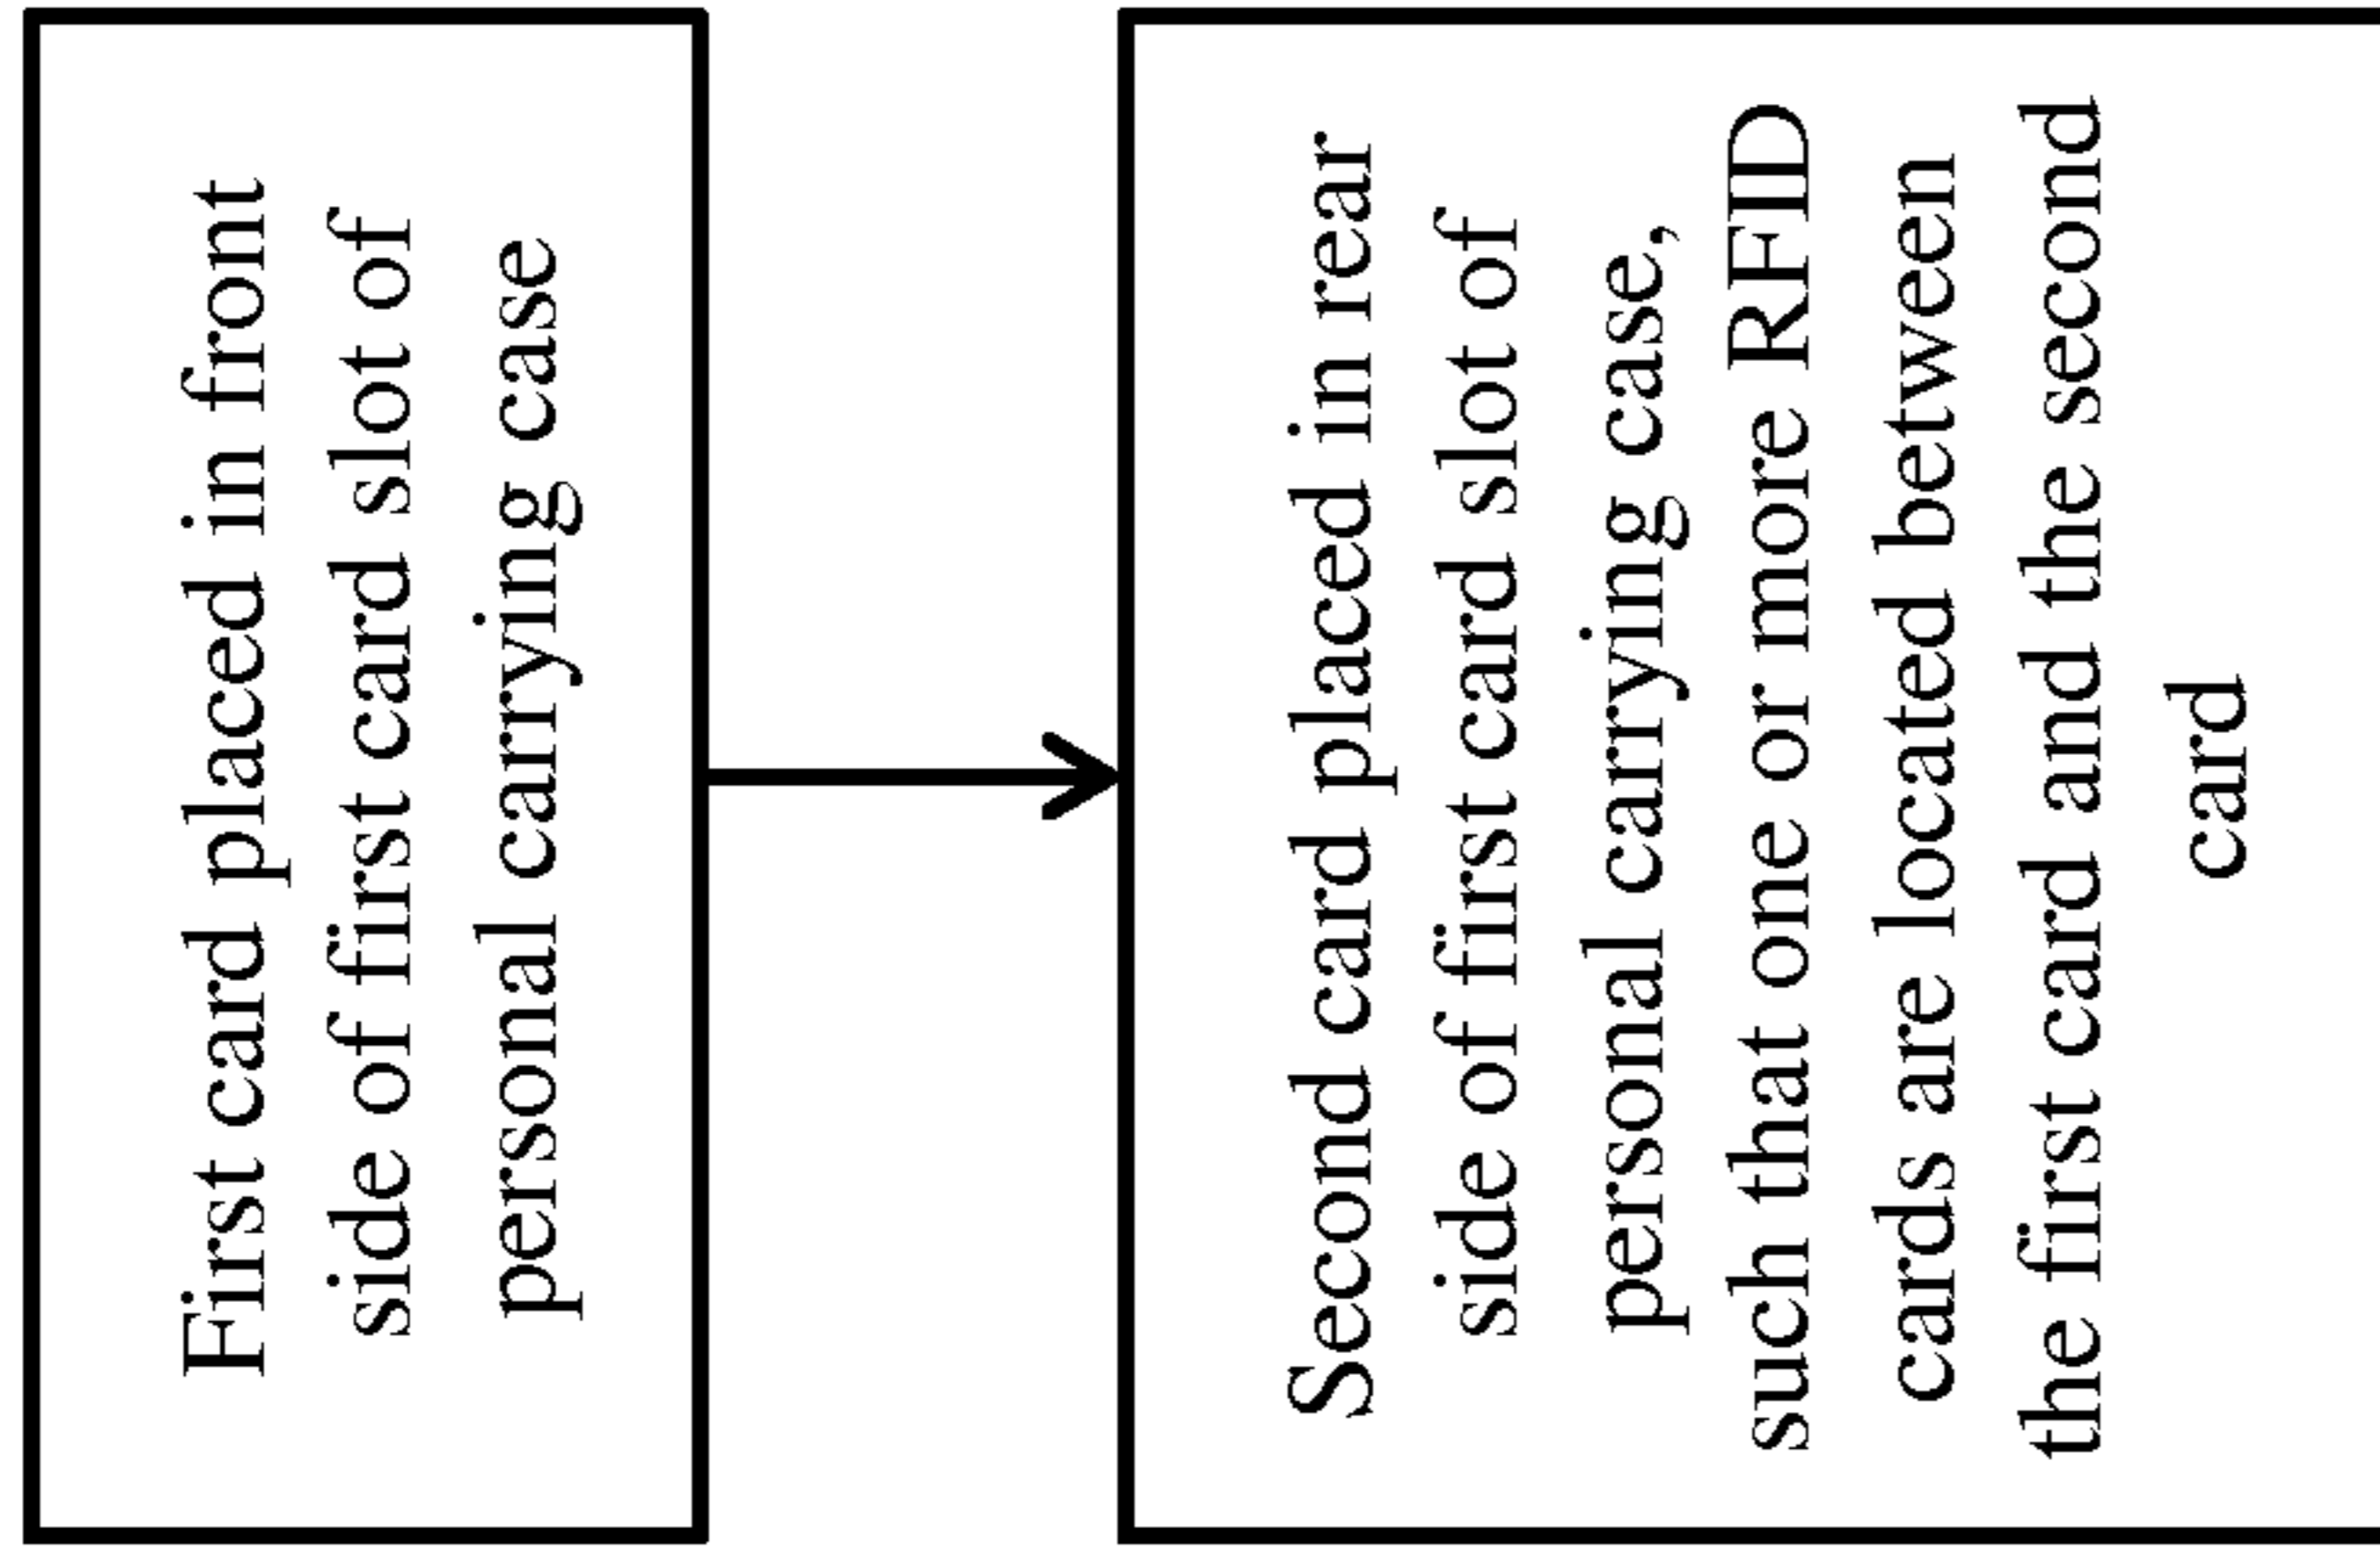 First card placed in front
side of first card slot of
personal carrying case
Second card placed in rear
side of first card slot of
personal carrying case,
such that one or more RFID
cards are located between
the first card and the second
card